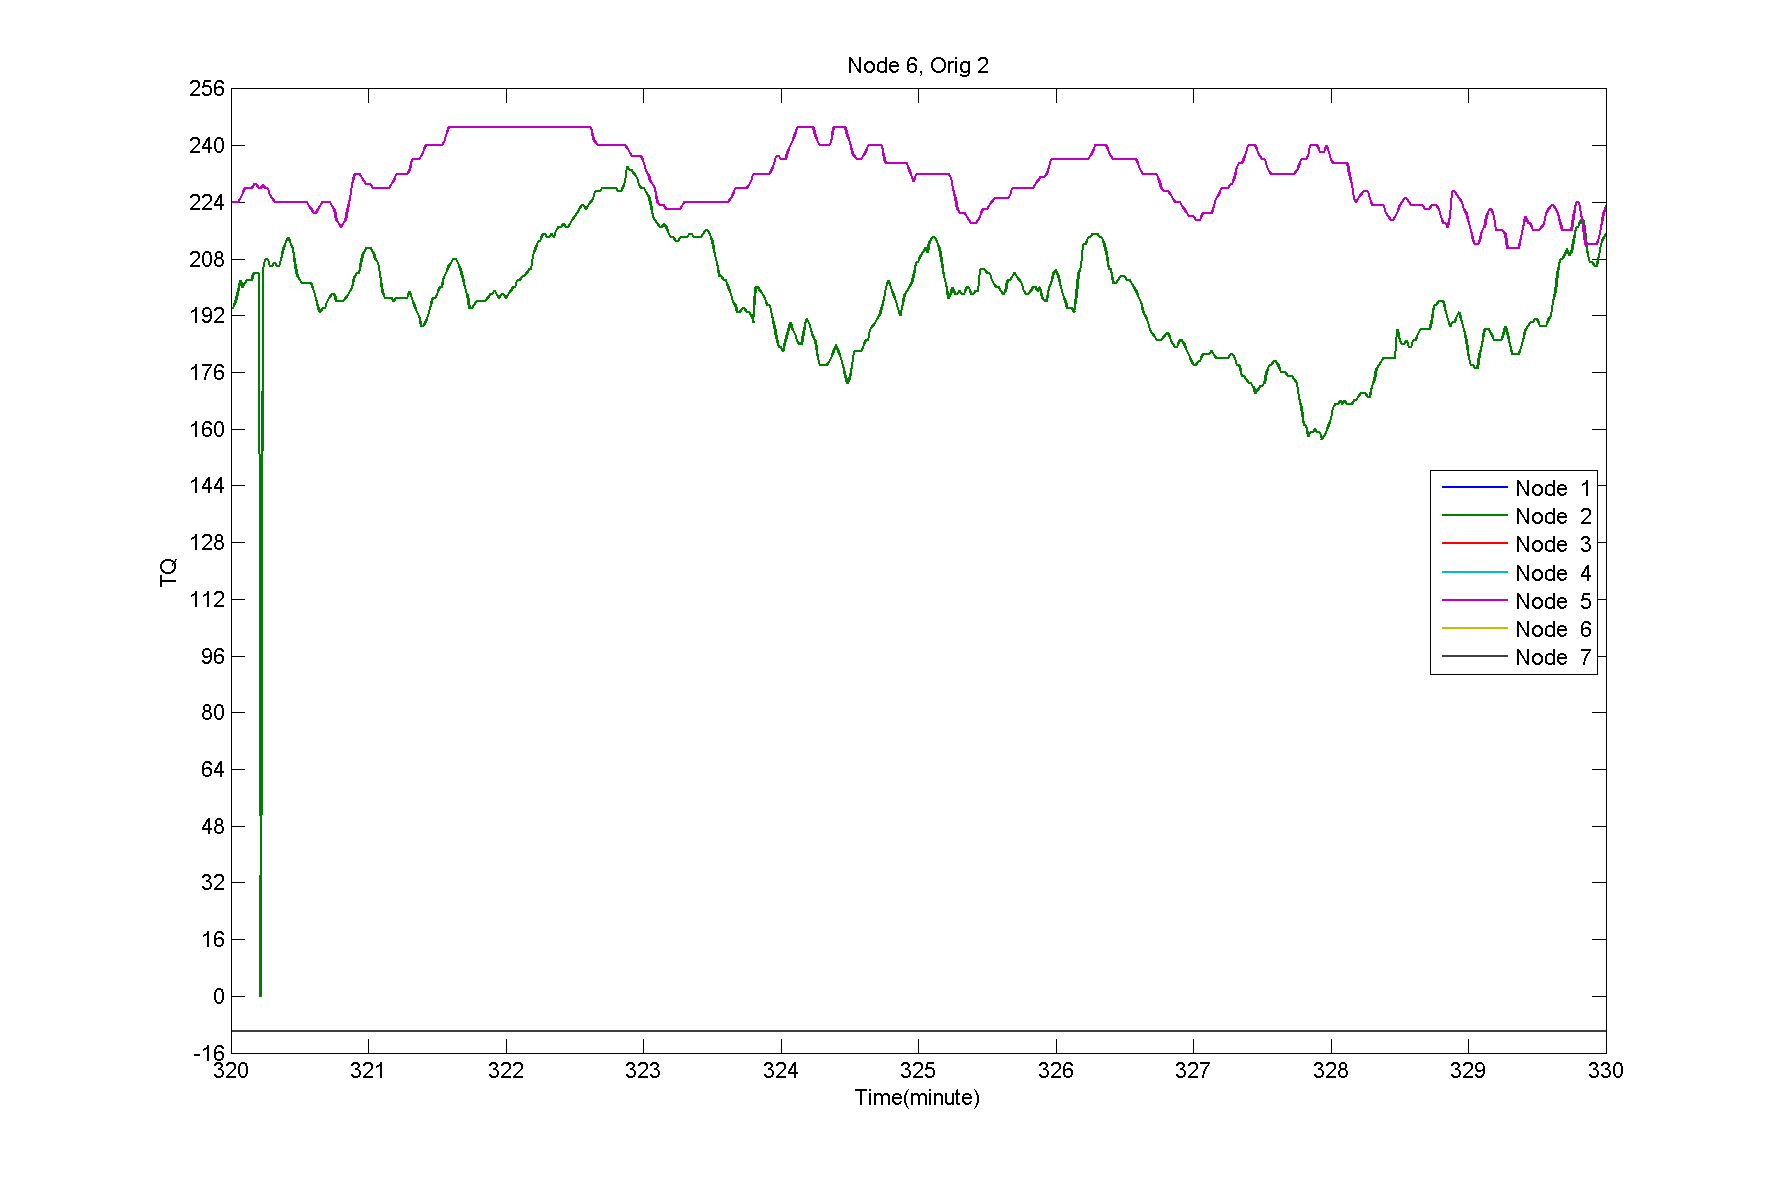 Node 6, Orig 2
256
240
224
208
192
176
160
144
128
112
96
80
64
48
32
16
0
-16
TQ
Node 1
Node 2
Node 3
Node 4
Node 5
Node 6
Node 7
320 321 322 323 324 325 326 327 328 329 330
Time(minute)